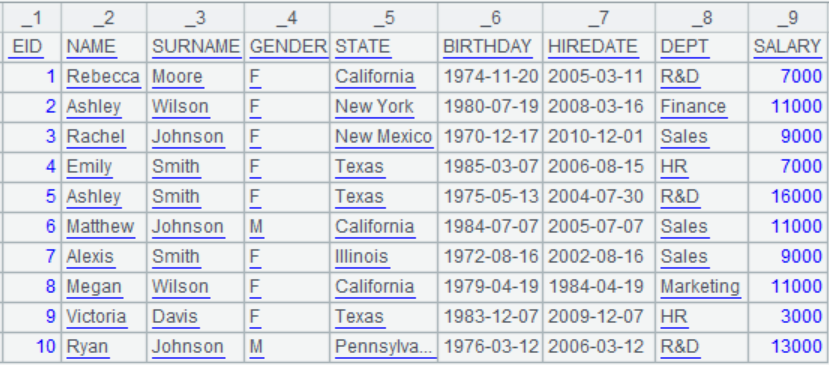 _1 _2 _3 _4 _5 _6 _7 _8 _9
EID NAME SURNAME GENDER STATE BIRTHDAY HIREDATE DEPT SALARY
1 Rebecca Moore F California 1974-11-20 2005-03-11 R&D 7000
2 Ashley Wilson F New York 1980-07-19 2008-03-16 Finance 11000
3 Rachel Johnson F New Mexico 1970-12-17 2010-12-01 Sales 9000
4 Emily Smith F Texas 1985-03-07 2006-08-15 HR 7000
5 Ashley Smith F Texas 1975-05-13 2004-07-30 R&D 16000
6 Matthew Johnson M California 1984-07-07 2005-07-07 Sales 11000
7 Alexis Smith F Illinois 1972-08-16 2002-08-16 Sales 9000
8 Megan Wilson F California 1979-04-19 1984-04-19 Marketing 11000
9 Victoria Davis F Texas 1983-12-07 2009-12-07 HR 3000
10 Ryan Johnson M Pennsylva... 1976-03-12 2006-03-12 R&D 13000